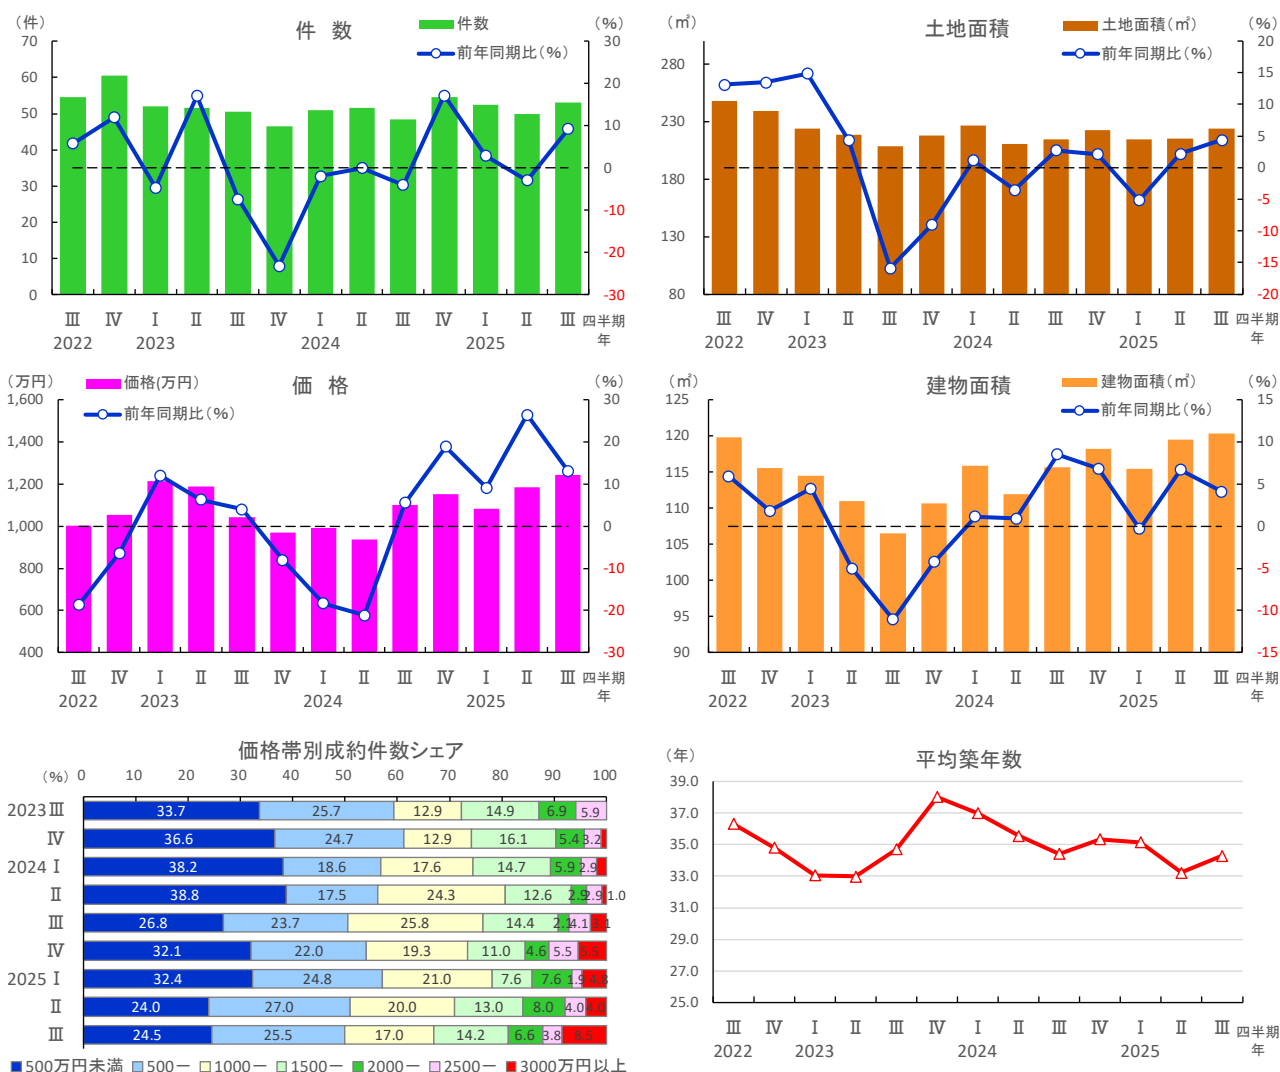 件 数
（件）
（%）
件数
前年同期比（%）
70
60
50
40
30
20
10
0
30
20
10
0
-10
-20
-30
Ⅲ Ⅳ Ⅰ Ⅱ Ⅲ Ⅳ Ⅰ Ⅱ Ⅲ Ⅳ Ⅰ Ⅱ Ⅲ 四半期
2022 2023 2024 2025 年
土地面積
（㎡）
（%）
土地面積（㎡）
前年同期比（%）
280
230
180
130
80
20
15
10
5
0
-5
-10
-15
-20
Ⅲ Ⅳ Ⅰ Ⅱ Ⅲ Ⅳ Ⅰ Ⅱ Ⅲ Ⅳ Ⅰ Ⅱ Ⅲ 四半期
2022 2023 2024 2025 年
価 格
（万円）
（%）
価格(万円)
前年同期比（%）
1,600
1,400
1,200
1,000
800
600
400
30
20
10
0
-10
-20
-30
Ⅲ Ⅳ Ⅰ Ⅱ Ⅲ Ⅳ Ⅰ Ⅱ Ⅲ Ⅳ Ⅰ Ⅱ Ⅲ 四半期
2022 2023 2024 2025 年
建物面積
（㎡）
（%）
建物面積（㎡）
前年同期比（%）
125
120
115
110
105
100
95
90
15
10
5
0
-5
-10
-15
Ⅲ Ⅳ Ⅰ Ⅱ Ⅲ Ⅳ Ⅰ Ⅱ Ⅲ Ⅳ Ⅰ Ⅱ Ⅲ 四半期
2022 2023 2024 2025 年
価格帯別成約件数シェア
（%） 0 10 20 30 40 50 60 70 80 90 100
2023 Ⅲ 33.7 25.7 12.9 14.9 6.9 5.9
Ⅳ 36.6 24.7 12.9 16.1 5.4 3.2
2024 Ⅰ 38.2 18.6 17.6 14.7 5.9 2.9
Ⅱ 38.8 17.5 24.3 12.6 2.9 2.9 1.0
Ⅲ 26.8 23.7 25.8 14.4 2.1 4.1 3.1
Ⅳ 32.1 22.0 19.3 11.0 4.6 5.5 5.5
2025 Ⅰ 32.4 24.8 21.0 7.6 7.6 1.9 4.8
Ⅱ 24.0 27.0 20.0 13.0 8.0 4.0 4.0
Ⅲ 24.5 25.5 17.0 14.2 6.6 3.8 8.5
500万円未満 500－ 1000－ 1500－ 2000－ 2500－ 3000万円以上
平均築年数
（年）
39.0
37.0
35.0
33.0
31.0
29.0
27.0
25.0
Ⅲ Ⅳ Ⅰ Ⅱ Ⅲ Ⅳ Ⅰ Ⅱ Ⅲ Ⅳ Ⅰ Ⅱ Ⅲ 四半期
2022 2023 2024 2025 年